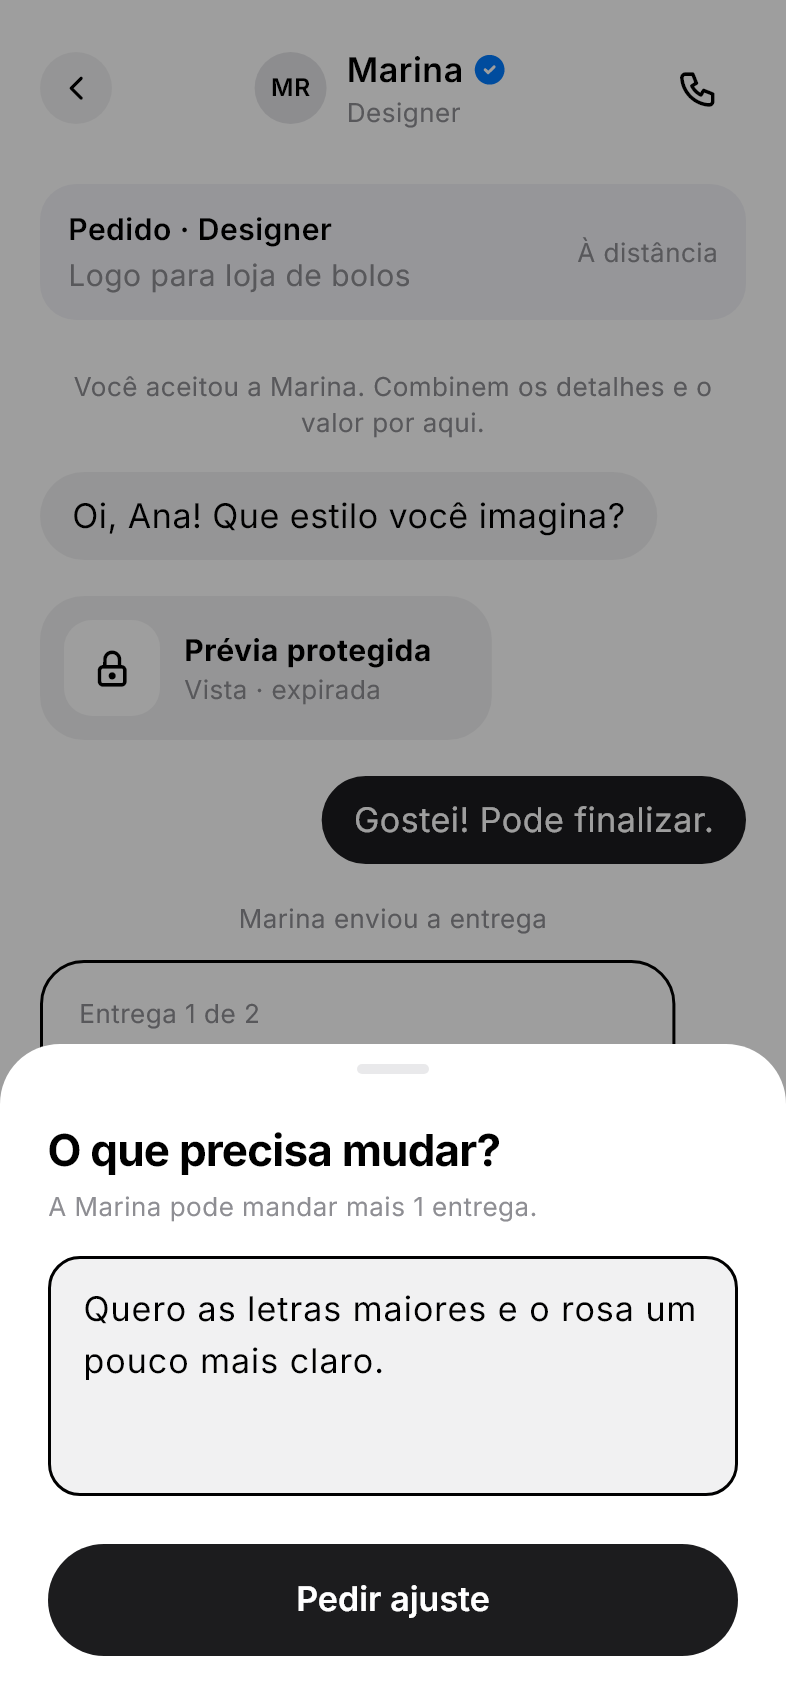 MR
Marina
Designer
Pedido · Designer
Logo para loja de bolos
À distância
Você aceitou a Marina. Combinem os detalhes e o
valor por aqui.
Oi, Ana! Que estilo você imagina?
Prévia protegida
Vista · expirada
Gostei! Pode finalizar.
Marina enviou a entrega
Entrega 1 de 2
O que precisa mudar?
A Marina pode mandar mais 1 entrega.
Quero as letras maiores e o rosa um
pouco mais claro.
Pedir ajuste